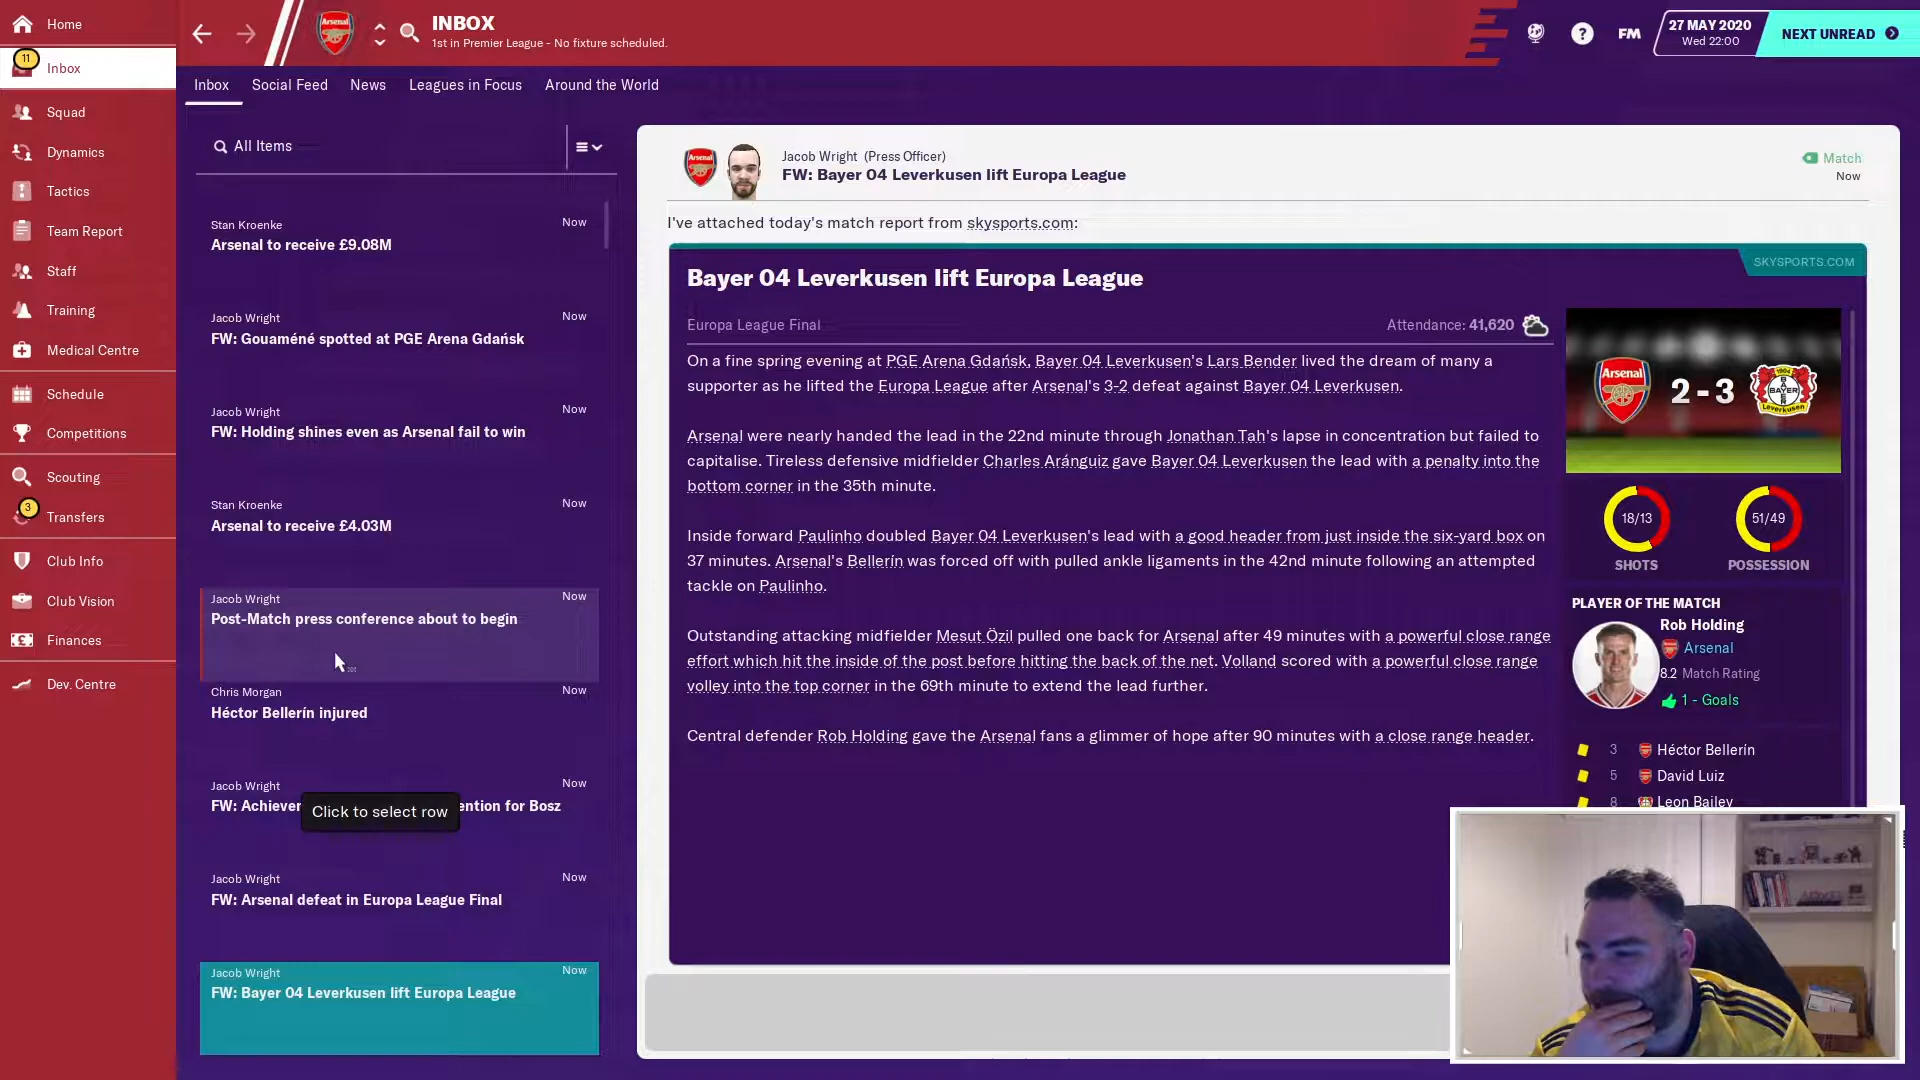 Home
11
Inbox
Squad
Dynamics
Tactics
Team Report
Staff
Training
Medical Centre
Schedule
Competitions
Scouting
3
Transfers
Club Info
Club Vision
Finances
Dev. Centre
Arsenal
INBOX
1st in Premier League - No fixture scheduled.
?
FM
27 MAY 2020
Wed 22:00
NEXT UNREAD
Inbox Social Feed News Leagues in Focus Around the World
All Items
Stan Kroenke Now
Arsenal to receive £9.08M
Jacob Wright Now
FW: Gouaméné spotted at PGE Arena Gdańsk
Jacob Wright Now
FW: Holding shines even as Arsenal fail to win
Stan Kroenke Now
Arsenal to receive £4.03M
Jacob Wright Now
Post-Match press conference about to begin
Chris Morgan Now
Héctor Bellerín injured
Jacob Wright Now
FW: Achiever ention for Bosz
Click to select row
Jacob Wright Now
FW: Arsenal defeat in Europa League Final
Jacob Wright Now
FW: Bayer 04 Leverkusen lift Europa League
Arsenal
Jacob Wright (Press Officer)
FW: Bayer 04 Leverkusen lift Europa League
Match
Now
I've attached today's match report from skysports.com:
SKYSPORTS.COM
Bayer 04 Leverkusen lift Europa League
Europa League Final Attendance: 41,620
On a fine spring evening at PGE Arena Gdańsk, Bayer 04 Leverkusen's Lars Bender lived the dream of many a
supporter as he lifted the Europa League after Arsenal's 3-2 defeat against Bayer 04 Leverkusen.
Arsenal were nearly handed the lead in the 22nd minute through Jonathan Tah's lapse in concentration but failed to
capitalise. Tireless defensive midfielder Charles Aránguiz gave Bayer 04 Leverkusen the lead with a penalty into the
bottom corner in the 35th minute.
Inside forward Paulinho doubled Bayer 04 Leverkusen's lead with a good header from just inside the six-yard box on
37 minutes. Arsenal's Bellerín was forced off with pulled ankle ligaments in the 42nd minute following an attempted
tackle on Paulinho.
Outstanding attacking midfielder Mesut Özil pulled one back for Arsenal after 49 minutes with a powerful close range
effort which hit the inside of the post before hitting the back of the net. Volland scored with a powerful close range
volley into the top corner in the 69th minute to extend the lead further.
Central defender Rob Holding gave the Arsenal fans a glimmer of hope after 90 minutes with a close range header.
Arsenal
2 - 3
1904
BAYER
Leverkusen
18/13
SHOTS
51/49
POSSESSION
PLAYER OF THE MATCH
Rob Holding
Arsenal
8.2 Match Rating
1 - Goals
3 Héctor Bellerín
5 David Luiz
8 Leon Bailey